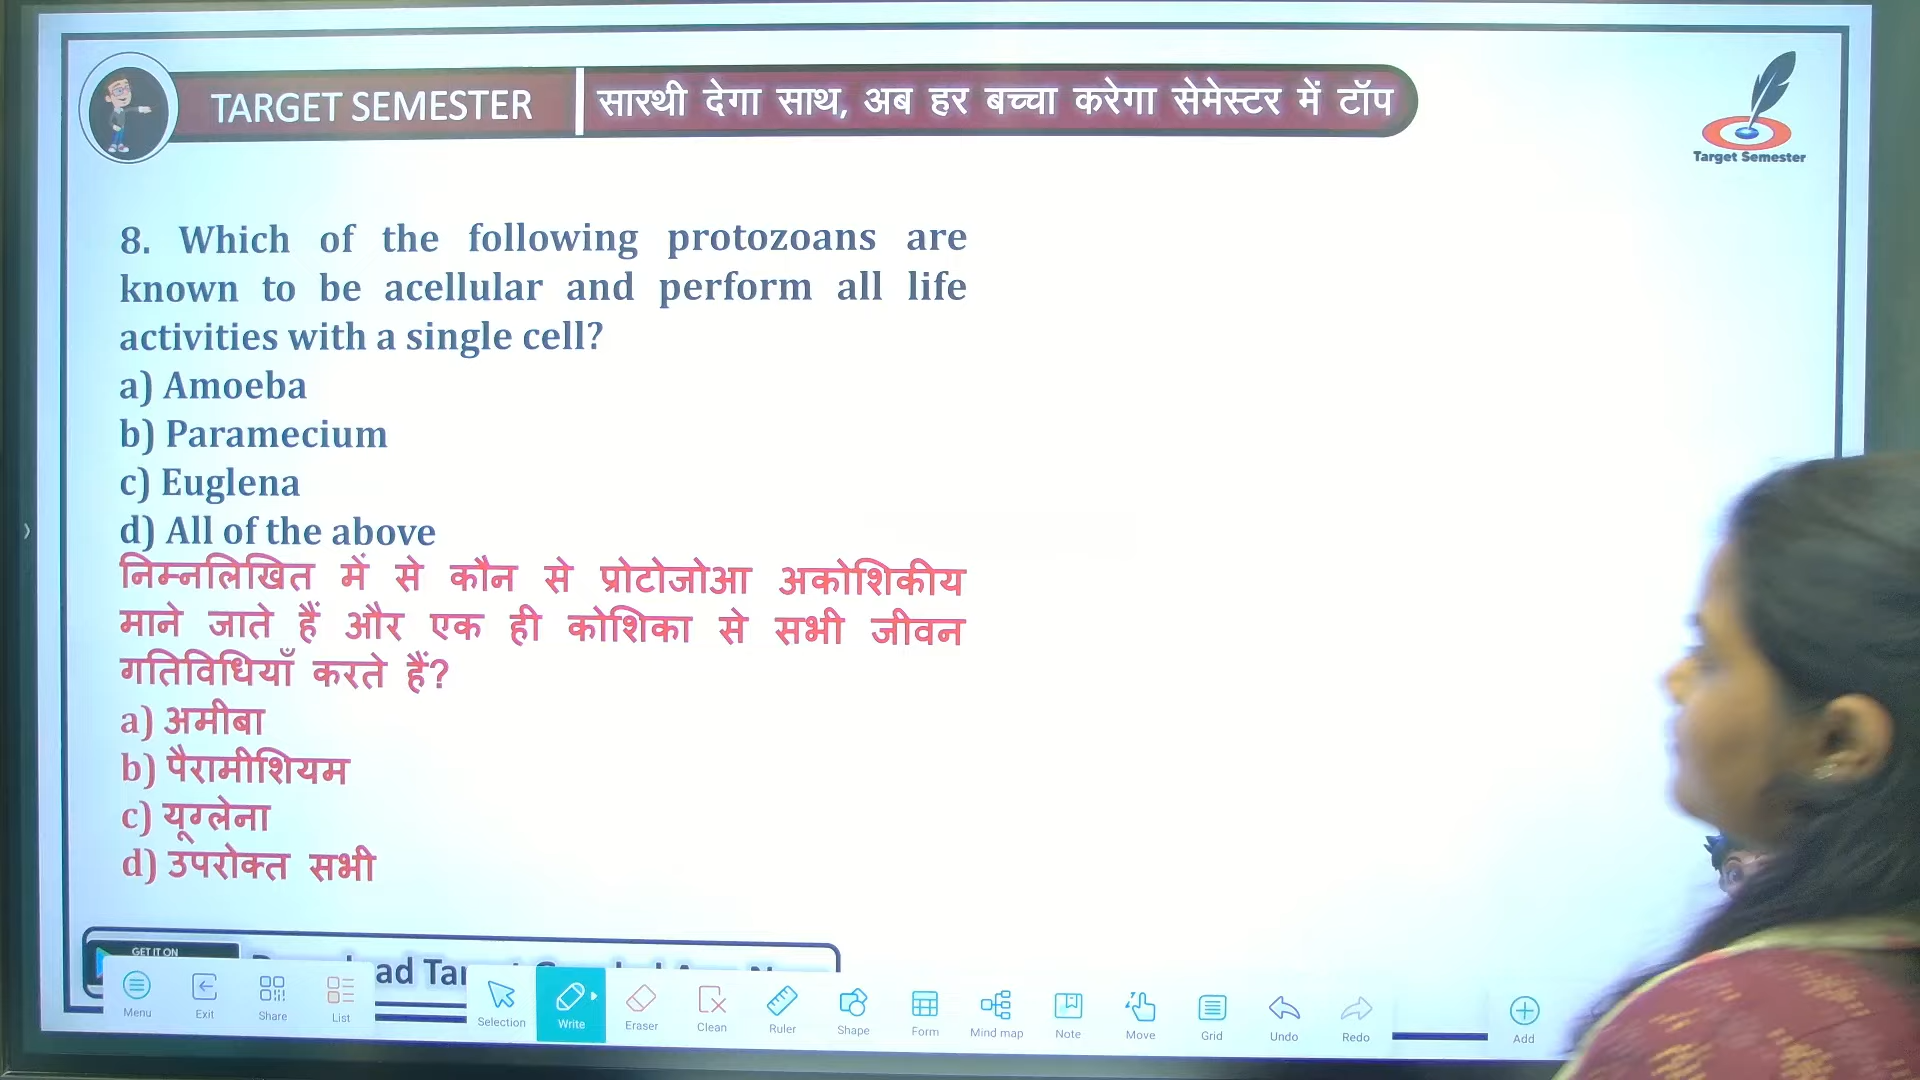 TARGET SEMESTER
सारथी देगा साथ, अब हर बच्चा करेगा सेमेस्टर में टॉप
Target Semester
8. Which of the following protozoans are
known to be acellular and perform all life
activities with a single cell?
a) Amoeba
b) Paramecium
c) Euglena
d) All of the above
निम्नलिखित में से कौन से प्रोटोजोआ अकोशिकीय
माने जाते हैं और एक ही कोशिका से सभी जीवन
गतिविधियाँ करते हैं?
a) अमीबा
b) पैरामीशियम
c) यूग्लेना
d) उपरोक्त सभी
GET IT ON
Menu
Exit
Share
List
Selection
Write
Eraser
Clean
Ruler
Shape
Form
Mind map
Note
Move
Grid
Undo
Redo
Add